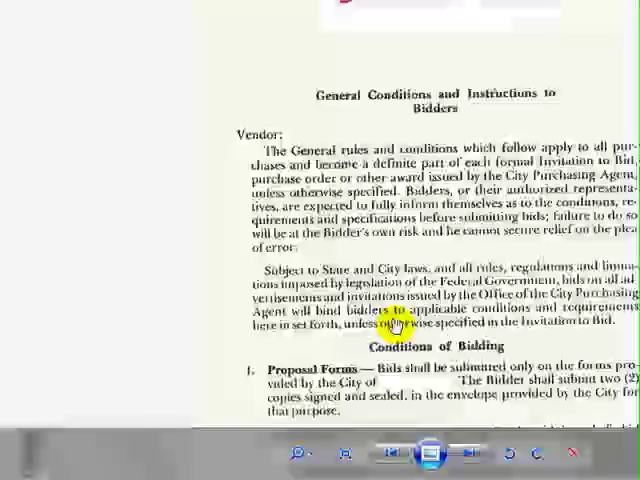 General Conditions and Instructions to
Bidders
Vendor:
The General rules and conditions which follow apply to all pur-
chases and become a definite part of each formal Invitation to Bid,
purchase order or other award issued by the City Purchasing Agent,
unless otherwise specified. Bidders, or their authorized representa-
tives, are expected to fully inform themselves as to the conditions, re-
quirements and specifications before submitting bids; failure to do so
will be at the Bidder's own risk and he cannot secure relief on the plea
of error.
Subject to State and City laws, and all rules, regulations and limita-
tions imposed by legislation of the Federal Government, bids on all ad
vertisements and invitations issued by the Office of the City Purchasing
Agent will bind bidders to applicable conditions and requirements
here in set forth, unless otherwise specified in the Invitation to Bid.
Conditions of Bidding
1. Proposal Forms — Bids shall be submitted only on the forms pro-
vided by the City of The Bidder shall submit two (2)
copies signed and sealed, in the envelope provided by the City for
that purpose.